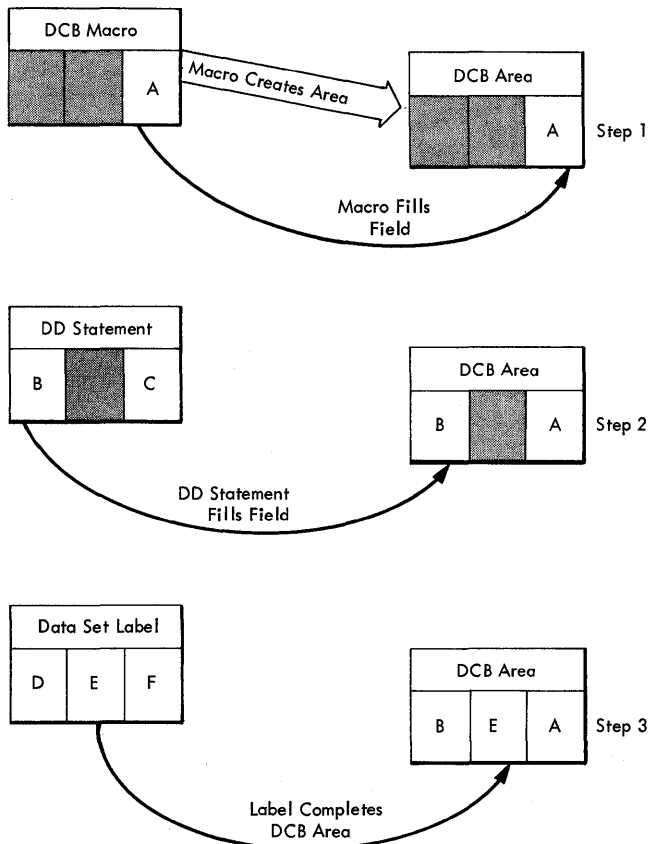 DCB Macro
A
Macro Creates Area
DCB Area
A
Step 1
Macro Fills
Field
DD Statement
B C
DCB Area
B A
Step 2
DD Statement
Fills Field
Data Set Label
D E F
DCB Area
B E A
Step 3
Label Completes
DCB Area